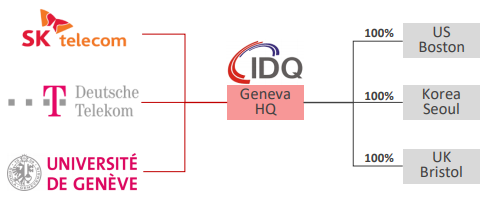 SK telecom
Deutsche
Telekom
UNIVERSITÉ
DE GENÈVE
IDQ
Geneva
HQ
100%
US
Boston
100%
Korea
Seoul
100%
UK
Bristol